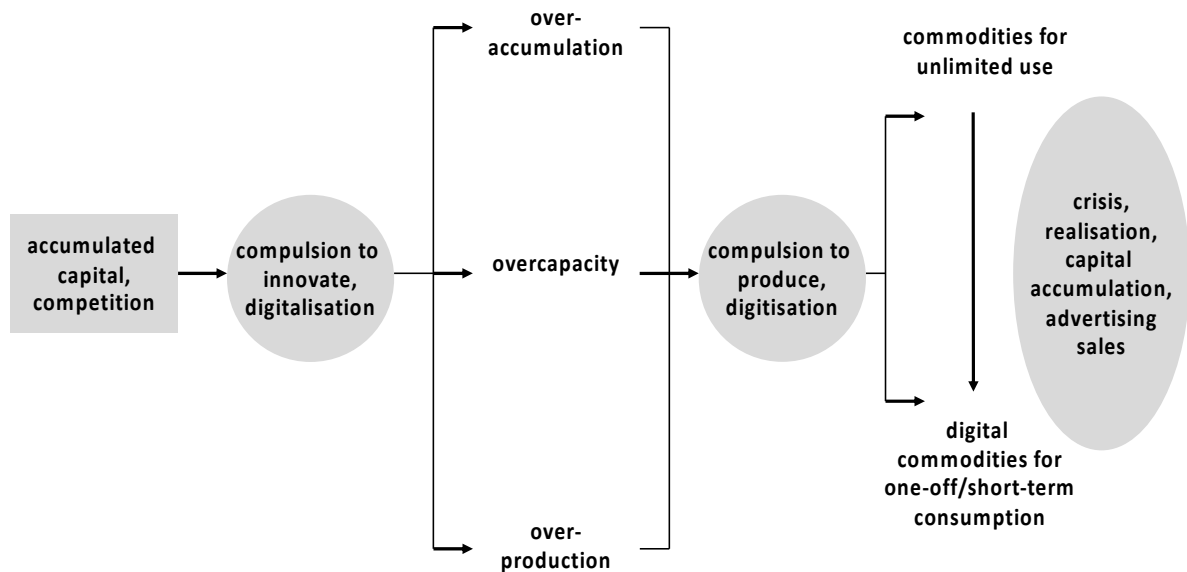 accumulated
capital,
competition
compulsion to
innovate,
digitalisation
over-
accumulation
overcapacity
over-
production
compulsion to
produce,
digitisation
commodities for
unlimited use
digital
commodities for
one-off/short-term
consumption
crisis,
realisation,
capital
accumulation,
advertising
sales